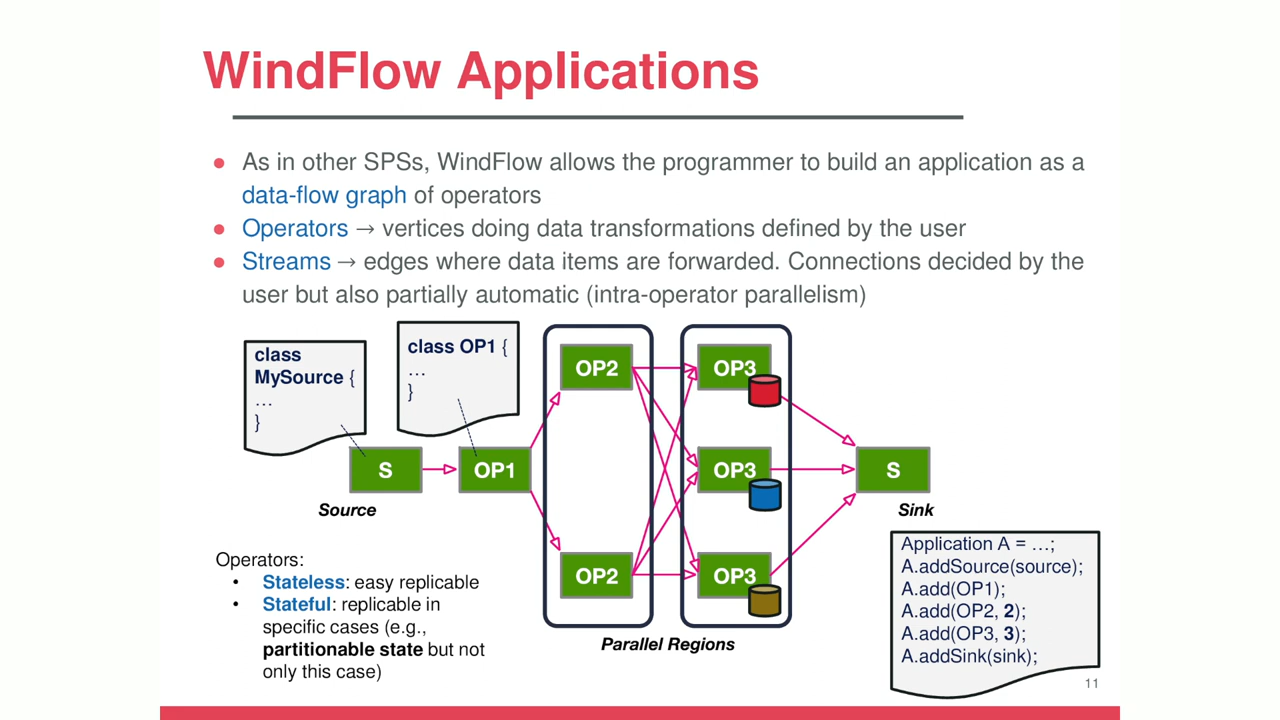 WindFlow Applications
● As in other SPSs, WindFlow allows the programmer to build an application as a
data-flow graph of operators
● Operators → vertices doing data transformations defined by the user
● Streams → edges where data items are forwarded. Connections decided by the
user but also partially automatic (intra-operator parallelism)
class
MySource {
…
}
class OP1 {
…
}
OP2
OP3
S
OP1
OP3
S
Source
Sink
OP2
OP3
Parallel Regions
Operators:
• Stateless: easy replicable
• Stateful: replicable in
specific cases (e.g.,
partitionable state but not
only this case)
Application A = …;
A.addSource(source);
A.add(OP1);
A.add(OP2, 2);
A.add(OP3, 3);
A.addSink(sink);
11